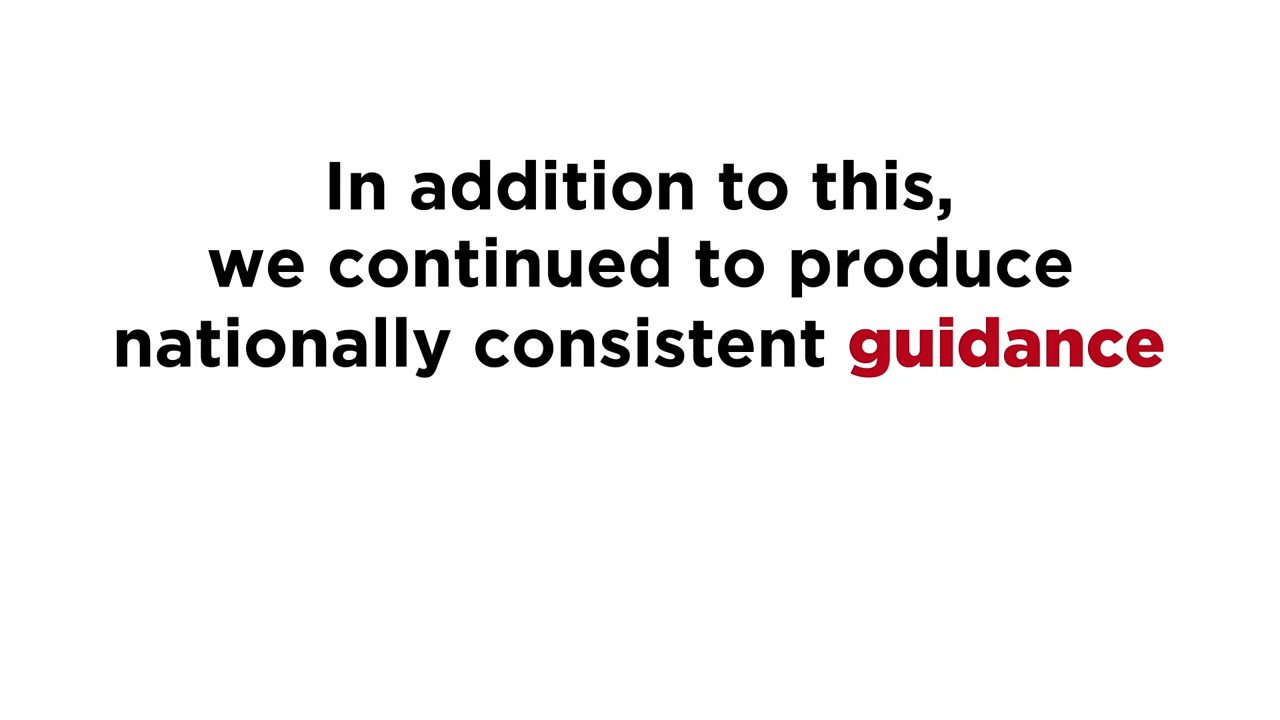 In addition to this,
we continued to produce
nationally consistent guidance